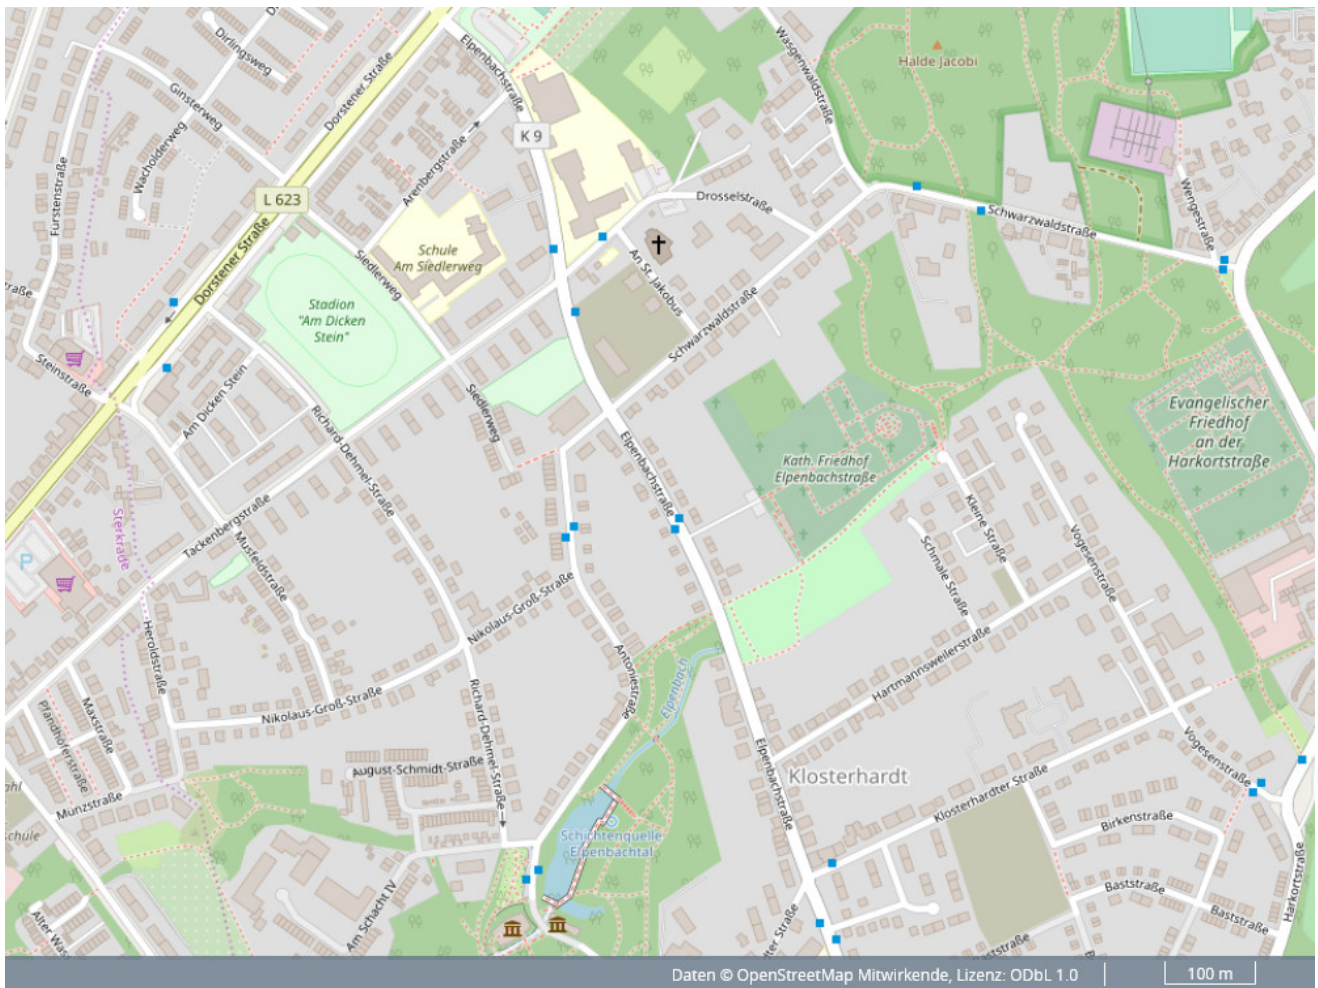 Dirlingsweg
Elpenbachstraße
Wasgenwaldstraße
Halde Jacobi
Ginsterweg
Dorstener Straße
K 9
Wacholderweg
Arenbergstraße
Fürstenstraße
L 623
Drosselstraße
Wengestraße
Schwarzwaldstraße
Schule
Am Siedlerweg
Siedlerweg
An St. Jakobus
Dorstener Straße
Stadion
"Am Dicken
Stein"
Schwarzwaldstraße
Steinstraße
Am Dicken Stein
Siedlerweg
Richard-Dehmel-Straße
Elpenbachstraße
Evangelischer
Friedhof
an der
Harkortstraße
Kath. Friedhof
Elpenbachstraße
Kleine Straße
Sterkrade
Tackenbergstraße
P
Musfeldstraße
Schmale Straße
Vogesenstraße
Nikolaus-Groß-Straße
Heroldstraße
Antoniestraße
Elpenbach
Hartmannsweilerstraße
Nikolaus-Groß-Straße
Richard-Dehmel-Straße
Maxstraße
Pfandhöferstraße
August-Schmidt-Straße
Elpenbachstraße
Klosterhardt
Vogesenstraße
Munzstraße
Klosterhardter Straße
Birkenstraße
Schichtenquelle
Elpenbachtal
Baststraße
Harkortstraße
Am Schacht IV
Baststraße
Baststraße
Daten © OpenStreetMap Mitwirkende, Lizenz: ODbL 1.0
100 m